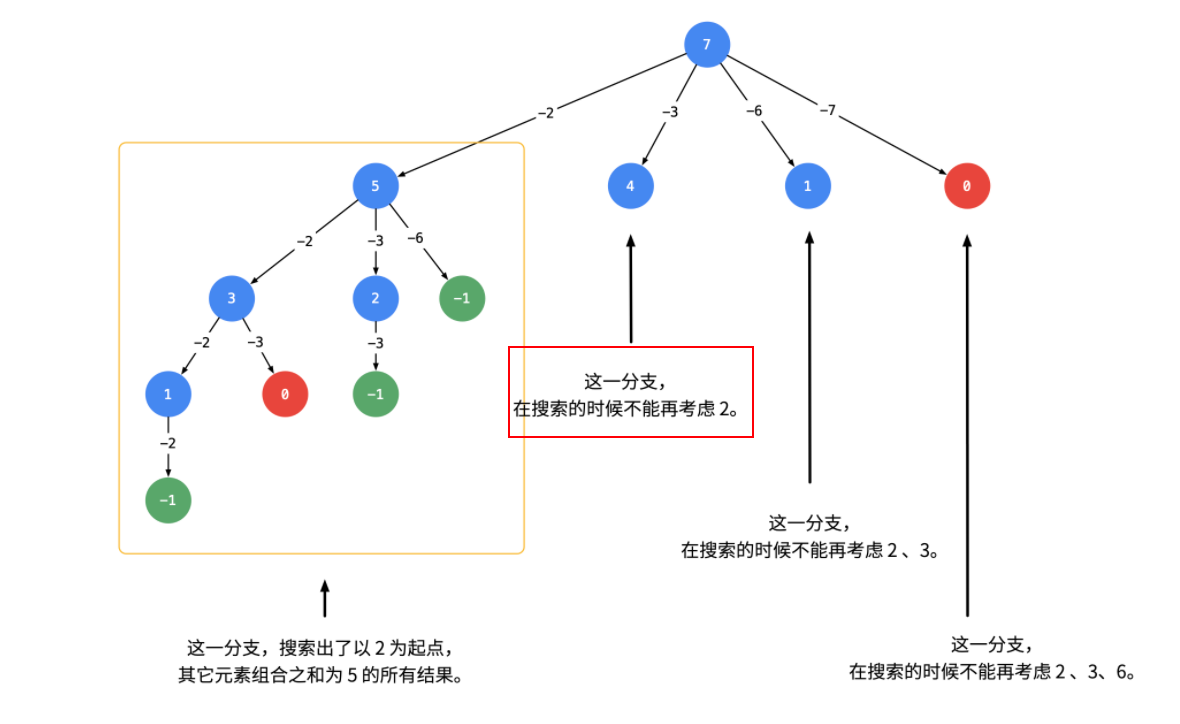 7
-2
-3
-6
-7
5
4
1
0
-2
-3
-6
3
2
-1
-2
-3
-3
1
0
-1
-2
-1
这一分支，
在搜索的时候不能再考虑 2。
这一分支，
在搜索的时候不能再考虑 2 、3。
这一分支，搜索出了以 2 为起点，
其它元素组合之和为 5 的所有结果。
这一分支，
在搜索的时候不能再考虑 2 、3、6。